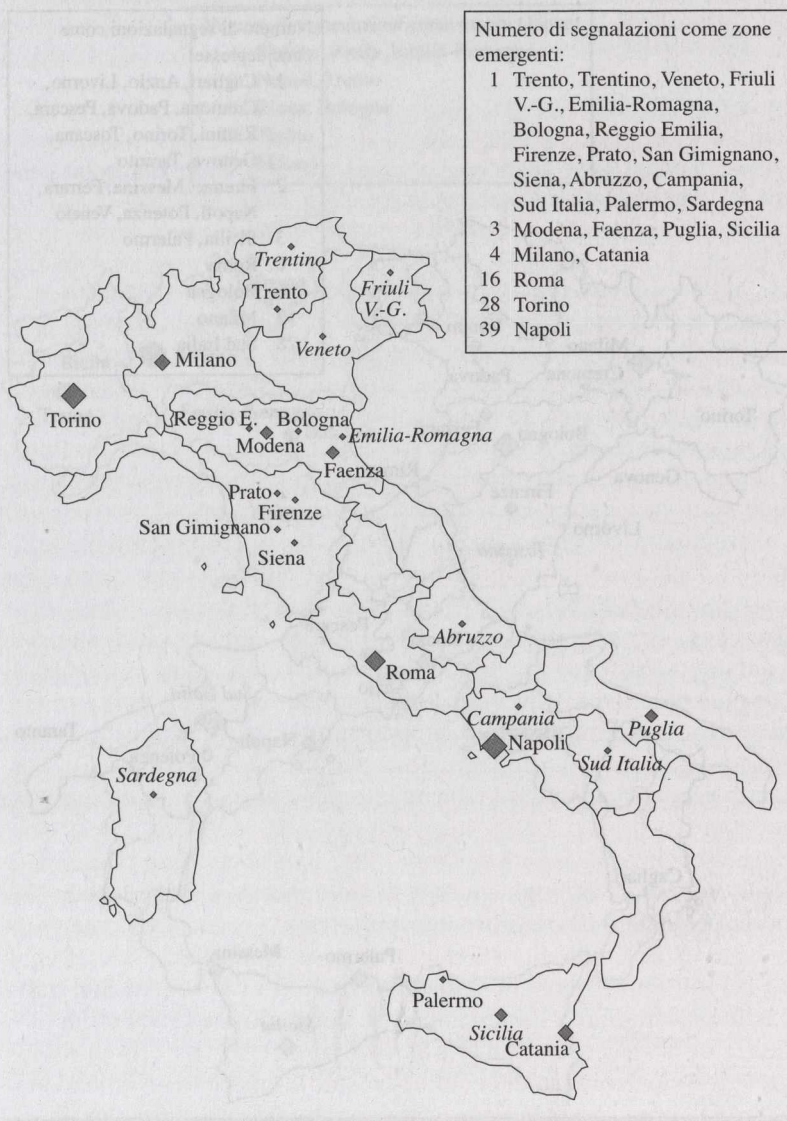 Numero di segnalazioni come zone
emergenti:
1 Trento, Trentino, Veneto, Friuli
V.-G., Emilia-Romagna,
Bologna, Reggio Emilia,
Firenze, Prato, San Gimignano,
Siena, Abruzzo, Campania,
Sud Italia, Palermo, Sardegna
3 Modena, Faenza, Puglia, Sicilia
4 Milano, Catania
16 Roma
28 Torino
39 Napoli
Trentino
Trento
Friuli
V.-G.
Veneto
Milano
Torino
Reggio E.
Bologna
Modena
Emilia-Romagna
Faenza
Prato
Firenze
San Gimignano
Siena
Abruzzo
Roma
Campania
Napoli
Puglia
Sud Italia
Sardegna
Palermo
Sicilia
Catania